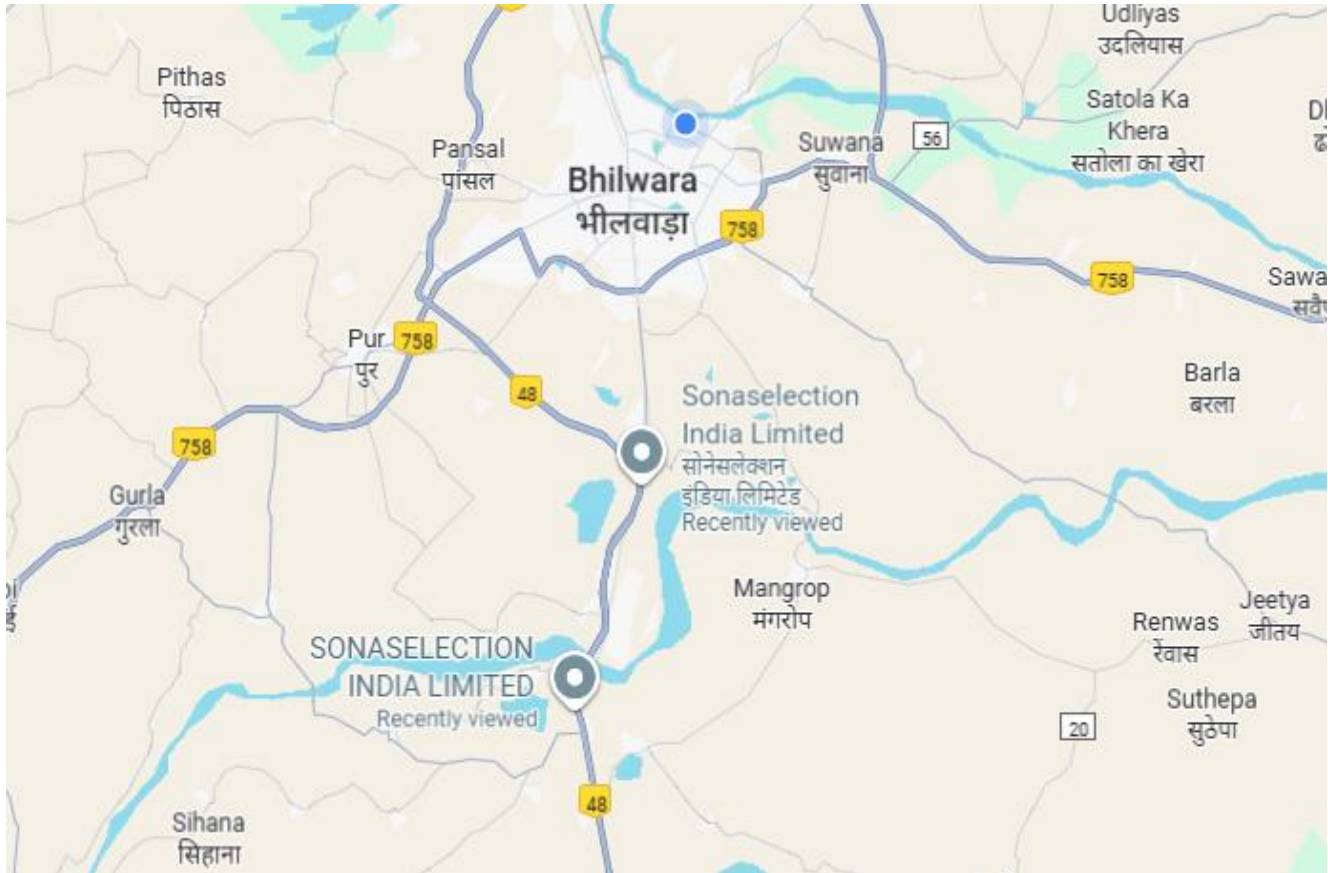 Udliyas
उदलियास
Pithas
पिठास
Satola Ka
Khera
सतोला का खेरा
56
Suwana
सुवाना
Pansal
पांसल
Bhilwara
भीलवाड़ा
758
758
Pur
पुर
758
48
Barla
बरला
Sonaselection
India Limited
सोनेसलेक्शन
इंडिया लिमिटेड
Recently viewed
758
Gurla
गुरला
Mangrop
मंगरोप
Jeetya
जीतय
Renwas
रेंवास
SONASELECTION
INDIA LIMITED
Recently viewed
Suthepa
सुठेपा
20
48
Sihana
सिहाना